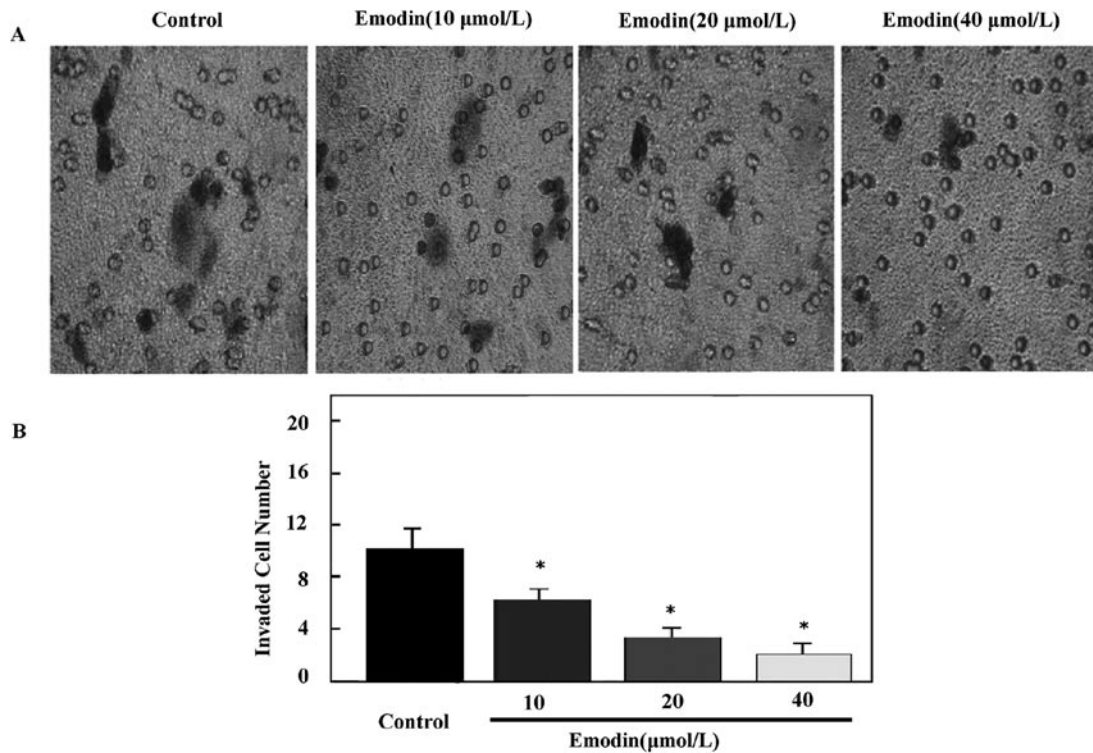 Control Emodin(10 μmol/L) Emodin(20 μmol/L) Emodin(40 μmol/L)
A
B
20
16
12
8
4
0
Invaded Cell Number
*
*
*
Control 10 20 40
Emodin(μmol/L)